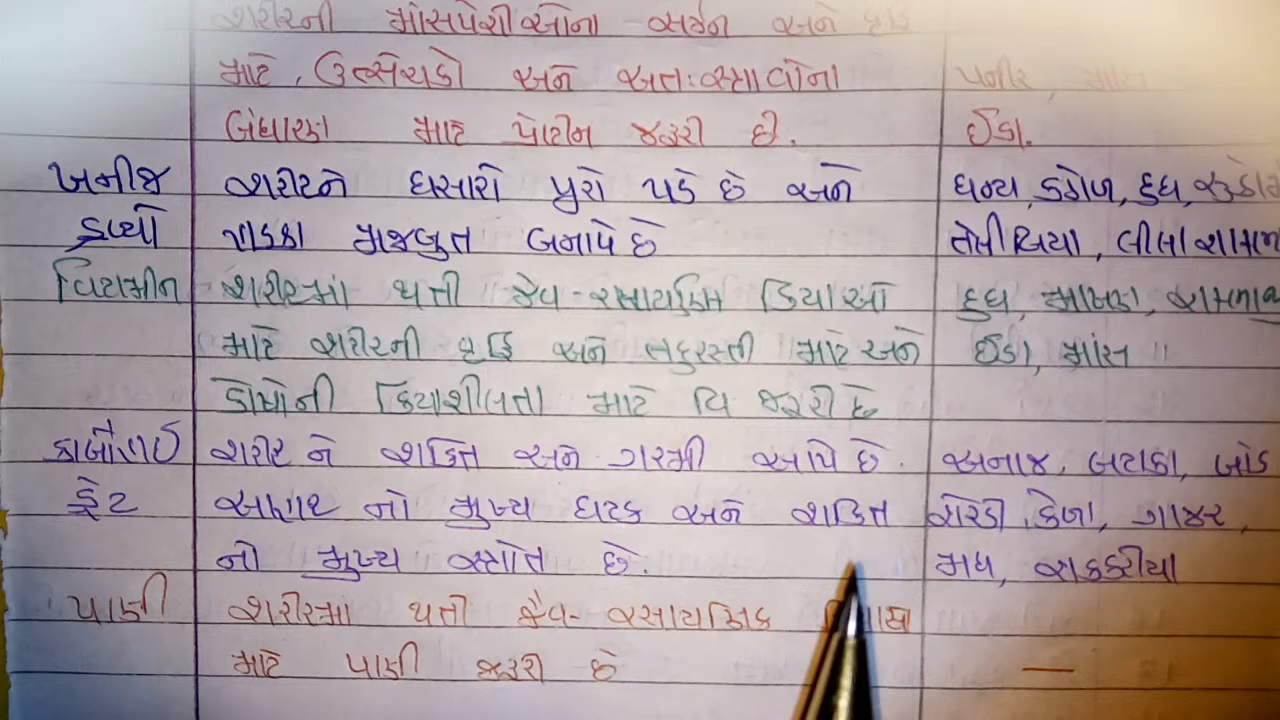 શરીરની માંસપેશીઓના સર્જન અને
માટે, ઉત્સેચકો અને અંતઃસ્ત્રાવોના પનીર,
બંધારણ માટે પ્રોટીન જરૂરી છે. ઈંડા.
ખનીજ શરીરને ઘસારો પુરો પડે છે અને ધન્ય, કઠોળ, દુધ,
દ્રવ્યો હાડકા મજબુત બનાવે છે તેલીબિયા, લીલા શાકભાજી
વિટામીન શરીરમાં થતી જૈવ-રસાયણિક ક્રિયાઓ દુધ, માખણ,
માટે શરીરની વૃદ્ધિ અને તંદુરસ્તી માટે અને ઈંડા, માંસ
કોષોની ક્રિયાશીલતા માટે વિ જરૂરી છે
કાર્બોહાઈ શરીર ને શક્તિ અને ગરમી આપે છે. અનાજ, બટાકા, ખાંડ
ડ્રેટ આહાર નો મુખ્ય ઘટક અને શક્તિ શેરડી, કેળા, ગાજર,
નો મુખ્ય સ્ત્રોત છે. મધ, શક્કરીયા
પાણી શરીરમાં થતી જૈવ-રસાયણિક
માટે પાણી જરૂરી છે —